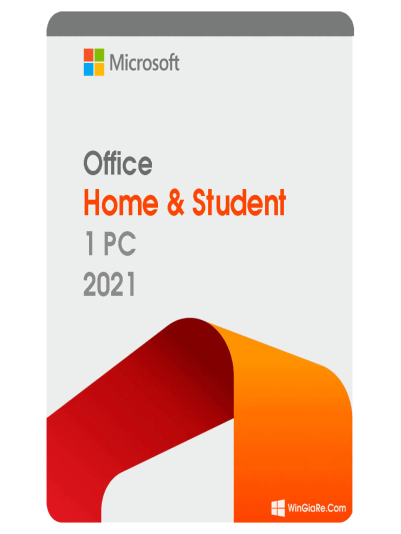 Microsoft
Office
Home & Student
1 PC
2021
WinGiaRe.Com